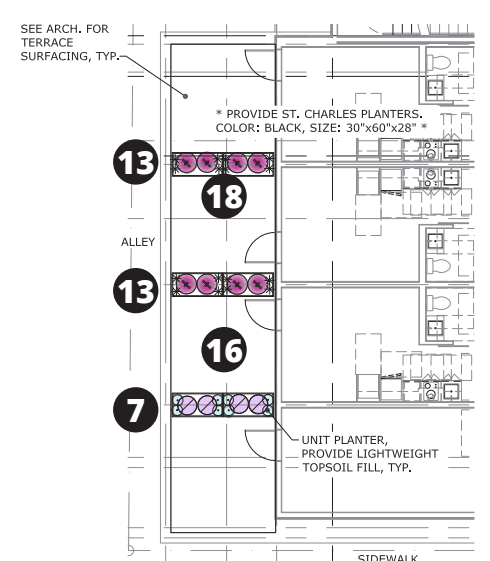 SEE ARCH. FOR
TERRACE
SURFACING, TYP.
* PROVIDE ST. CHARLES PLANTERS.
COLOR: BLACK, SIZE: 30"x60"x28" *
13
18
ALLEY
13
16
7
UNIT PLANTER,
PROVIDE LIGHTWEIGHT
TOPSOIL FILL, TYP.
SIDEWALK